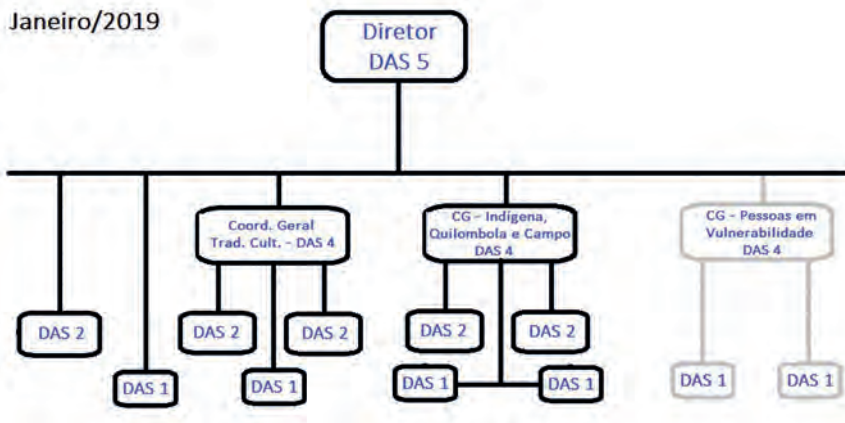 Janeiro/2019
Diretor
DAS 5
Coord. Geral
Trad. Cult. - DAS 4
CG - Indígena,
Quilombola e Campo
DAS 4
CG - Pessoas em
Vulnerabilidade
DAS 4
DAS 2
DAS 1
DAS 2
DAS 2
DAS 1
DAS 2
DAS 2
DAS 1
DAS 1
DAS 1
DAS 1